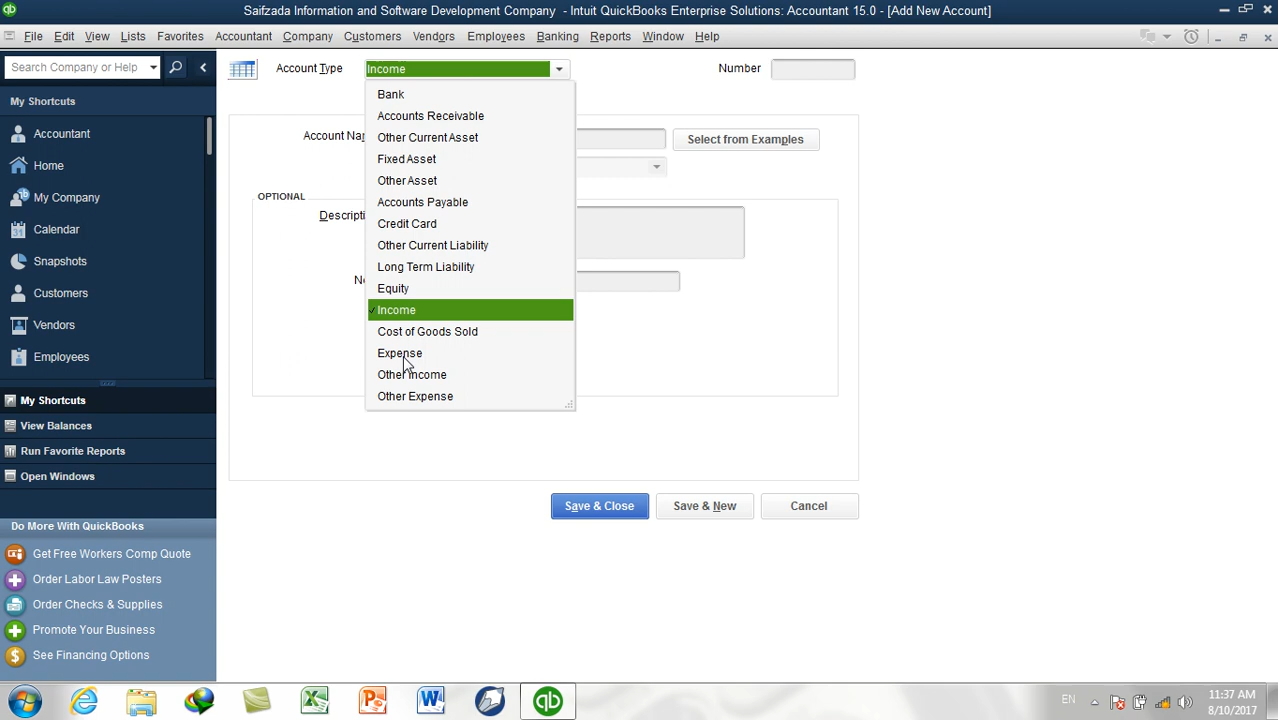 Saifzada Information and Software Development Company - Intuit QuickBooks Enterprise Solutions: Accountant 15.0 - [Add New Account]
File Edit View Lists Favorites Accountant Company Customers Vendors Employees Banking Reports Window Help
Search Company or Help
My Shortcuts
Accountant
Home
My Company
Calendar
Snapshots
Customers
Vendors
Employees
My Shortcuts
View Balances
Run Favorite Reports
Open Windows
Do More With QuickBooks
Get Free Workers Comp Quote
Order Labor Law Posters
Order Checks & Supplies
Promote Your Business
See Financing Options
Account Type Income Number
Bank
Accounts Receivable
Other Current Asset
Fixed Asset
Other Asset
Accounts Payable
Credit Card
Other Current Liability
Long Term Liability
Equity
Income
Cost of Goods Sold
Expense
Other Income
Other Expense
Account Na
Select from Examples
OPTIONAL
Descripti
No
Save & Close Save & New Cancel
EN
11:37 AM
8/10/2017